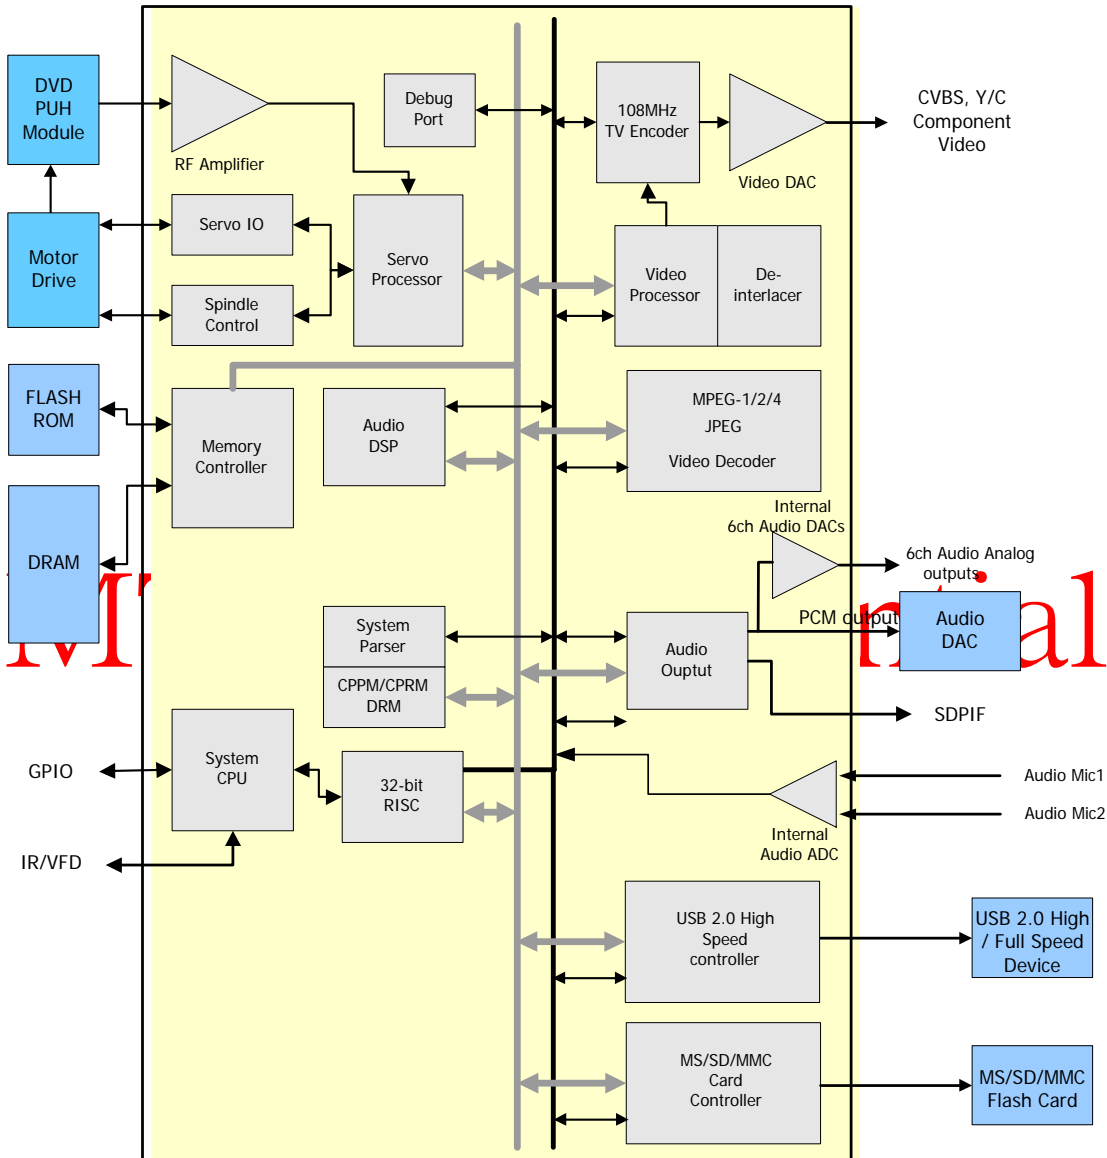 DVD
PUH
Module
RF Amplifier
Debug
Port
108MHz
TV Encoder
Video DAC
CVBS, Y/C
Component
Video
Motor
Drive
Servo IO
Spindle
Control
Servo
Processor
Video
Processor
De-
interlacer
FLASH
ROM
Memory
Controller
Audio
DSP
MPEG-1/2/4
JPEG
Video Decoder
DRAM
Internal
6ch Audio DACs
6ch Audio Analog
outputs
PCM output
Audio
DAC
System
Parser
CPPM/CPRM
DRM
Audio
Ouptut
SDPIF
GPIO
System
CPU
32-bit
RISC
IR/VFD
Audio Mic1
Audio Mic2
Internal
Audio ADC
USB 2.0 High
Speed
controller
USB 2.0 High
/ Full Speed
Device
MS/SD/MMC
Card
Controller
MS/SD/MMC
Flash Card